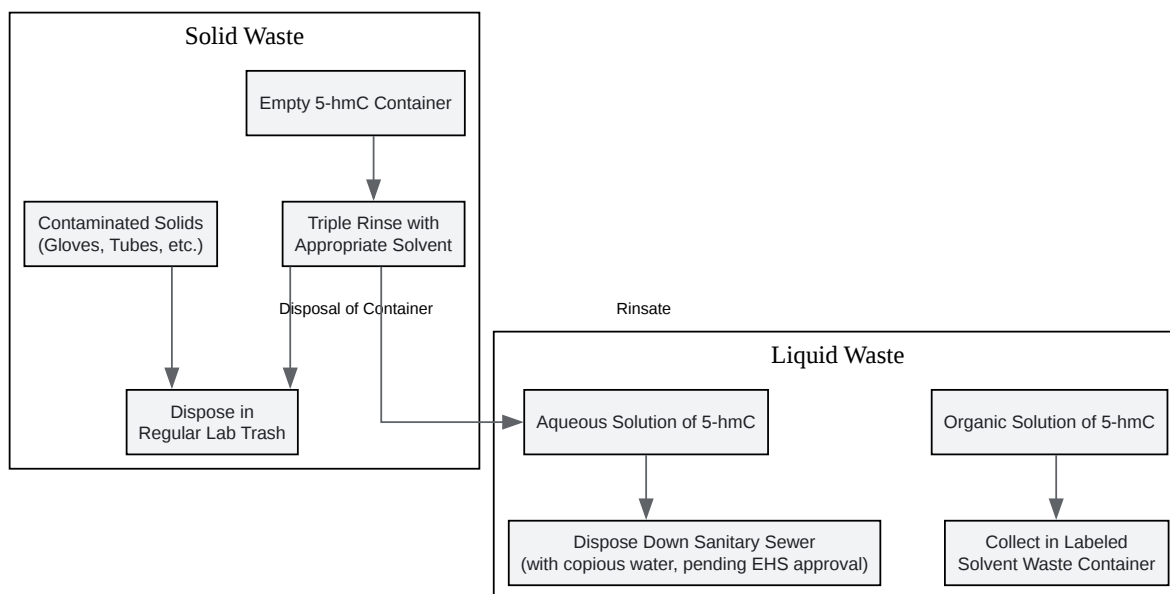 Solid Waste
Empty 5-hmC Container
Contaminated Solids
(Gloves, Tubes, etc.)
Triple Rinse with
Appropriate Solvent
Disposal of Container
Rinsate
Dispose in
Regular Lab Trash
Liquid Waste
Aqueous Solution of 5-hmC
Organic Solution of 5-hmC
Dispose Down Sanitary Sewer
(with copious water, pending EHS approval)
Collect in Labeled
Solvent Waste Container